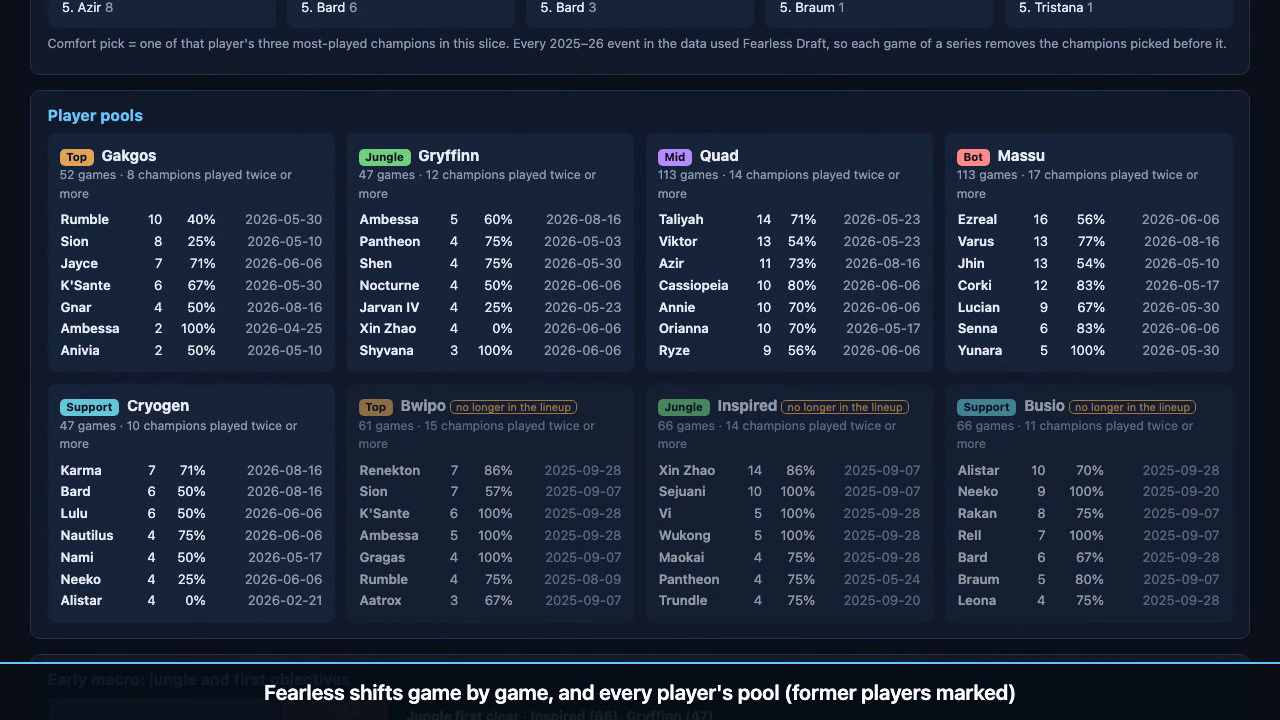 5. Azir 8
5. Bard 6
5. Bard 3
5. Braum 1
5. Tristana 1
Comfort pick = one of that player's three most-played champions in this slice. Every 2025–26 event in the data used Fearless Draft, so each game of a series removes the champions picked before it.
Player pools
Top Gakgos
52 games · 8 champions played twice or
more
Rumble 10 40% 2026-05-30
Sion 8 25% 2026-05-10
Jayce 7 71% 2026-06-06
K'Sante 6 67% 2026-05-30
Gnar 4 50% 2026-08-16
Ambessa 2 100% 2026-04-25
Anivia 2 50% 2026-05-10
Jungle Gryffinn
47 games · 12 champions played twice or
more
Ambessa 5 60% 2026-08-16
Pantheon 4 75% 2026-05-03
Shen 4 75% 2026-05-30
Nocturne 4 50% 2026-06-06
Jarvan IV 4 25% 2026-05-23
Xin Zhao 4 0% 2026-06-06
Shyvana 3 100% 2026-06-06
Mid Quad
113 games · 14 champions played twice or
more
Taliyah 14 71% 2026-05-23
Viktor 13 54% 2026-05-23
Azir 11 73% 2026-08-16
Cassiopeia 10 80% 2026-06-06
Annie 10 70% 2026-06-06
Orianna 10 70% 2026-05-17
Ryze 9 56% 2026-06-06
Bot Massu
113 games · 17 champions played twice or
more
Ezreal 16 56% 2026-06-06
Varus 13 77% 2026-08-16
Jhin 13 54% 2026-05-10
Corki 12 83% 2026-05-17
Lucian 9 67% 2026-05-30
Senna 6 83% 2026-06-06
Yunara 5 100% 2026-05-30
Support Cryogen
47 games · 10 champions played twice or
more
Karma 7 71% 2026-08-16
Bard 6 50% 2026-08-16
Lulu 6 50% 2026-06-06
Nautilus 4 75% 2026-06-06
Nami 4 50% 2026-05-17
Neeko 4 25% 2026-06-06
Alistar 4 0% 2026-02-21
Top Bwipo no longer in the lineup
61 games · 15 champions played twice or
more
Renekton 7 86% 2025-09-28
Sion 7 57% 2025-09-07
K'Sante 6 100% 2025-09-28
Ambessa 5 100% 2025-09-28
Gragas 4 100% 2025-09-07
Rumble 4 75% 2025-08-09
Aatrox 3 67% 2025-09-07
Jungle Inspired no longer in the lineup
66 games · 14 champions played twice or
more
Xin Zhao 14 86% 2025-09-07
Sejuani 10 100% 2025-09-07
Vi 5 100% 2025-09-28
Wukong 5 100% 2025-09-28
Maokai 4 75% 2025-09-28
Pantheon 4 75% 2025-05-24
Trundle 4 75% 2025-09-20
Support Busio no longer in the lineup
66 games · 11 champions played twice or
more
Alistar 10 70% 2025-09-28
Neeko 9 100% 2025-09-20
Rakan 8 75% 2025-09-07
Rell 7 100% 2025-09-07
Bard 6 67% 2025-09-28
Braum 5 80% 2025-09-07
Leona 4 75% 2025-09-28
Early macro: jungle and first objectives
Fearless shifts game by game, and every player's pool (former players marked)
Jungle first clear · Inspired (66), Gryffinn (47)